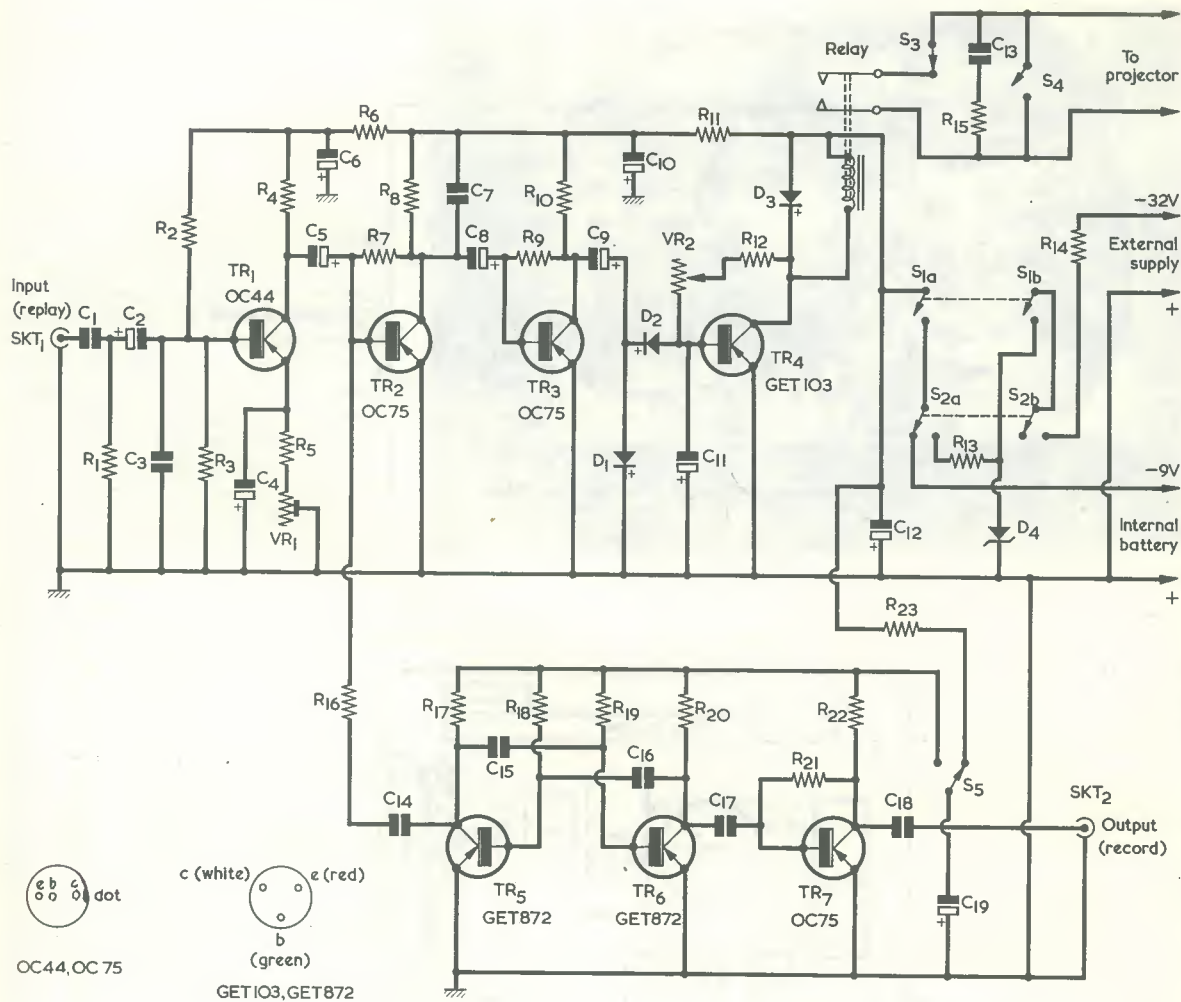 Relay
S3
C13
S4
To
projector
R15
R6
R11
C6
C10
R4
R8
C7
R10
D3
R2
C5
R7
C8
R9
C9
VR2
R12
-32V
R14
External
supply
S1a
S1b
+
Input
(replay)
SKT1
C1
C2
TR1
OC44
D2
TR2
OC75
TR3
OC75
TR4
GET103
S2a
S2b
R13
-9V
R1
C3
R3
C4
R5
VR1
D1
C11
C12
D4
Internal
battery
+
R23
R16
R17
R18
R19
R20
R22
C15
C16
R21
C14
C17
C18
S5
SKT2
Output
(record)
TR5
GET872
TR6
GET872
TR7
OC75
C19
e b c
dot
OC44, OC75
c (white)
e (red)
b
(green)
GET103, GET872